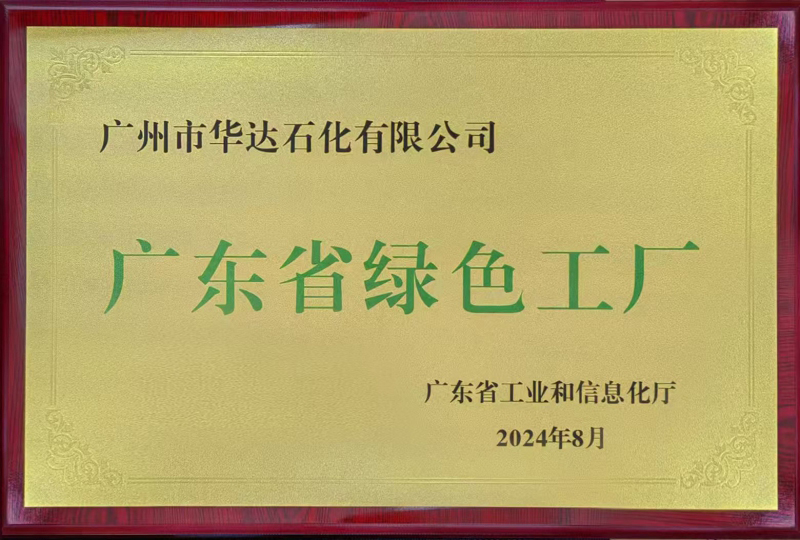 广州市华达石化有限公司
广东省绿色工厂
广东省工业和信息化厅
2024年8月